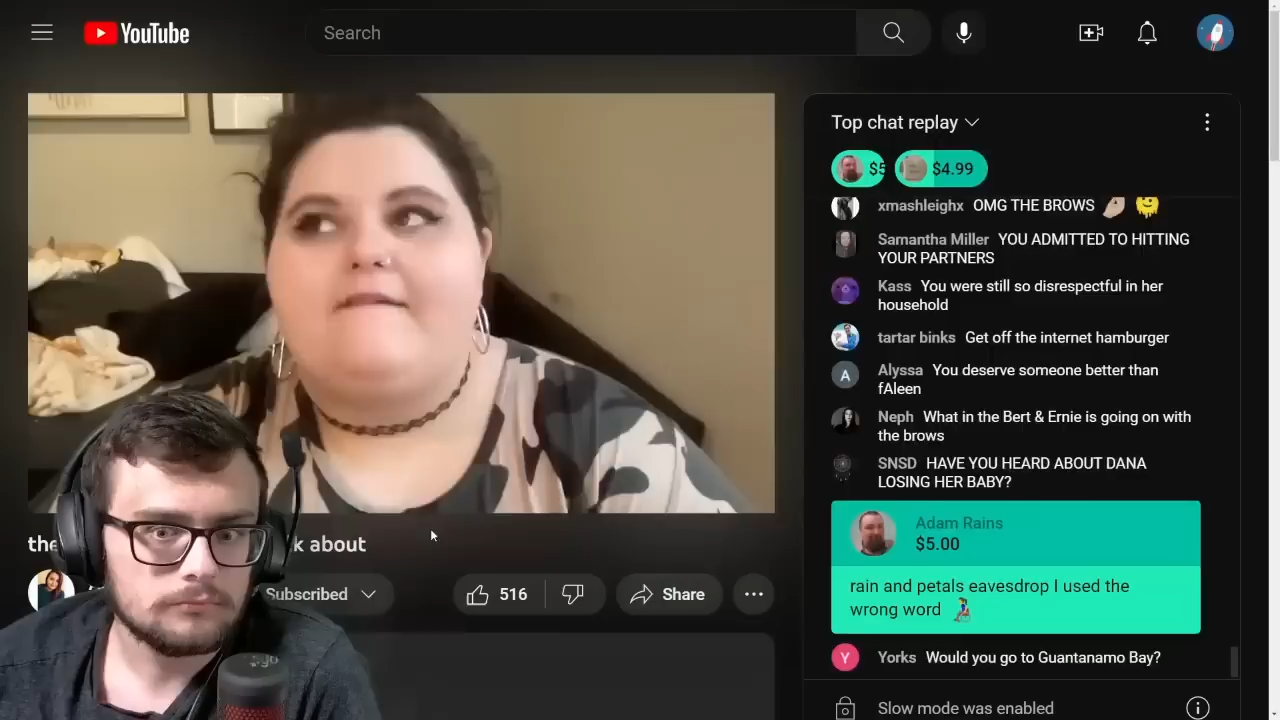 YouTube
Search
Top chat replay
$5
$4.99
xmashleighx OMG THE BROWS
Samantha Miller YOU ADMITTED TO HITTING
YOUR PARTNERS
Kass You were still so disrespectful in her
household
tartar binks Get off the internet hamburger
A
Alyssa You deserve someone better than
fAleen
Neph What in the Bert & Ernie is going on with
the brows
SNSD HAVE YOU HEARD ABOUT DANA
LOSING HER BABY?
Adam Rains
$5.00
rain and petals eavesdrop I used the
wrong word
Y
Yorks Would you go to Guantanamo Bay?
Slow mode was enabled
the
k about
Subscribed
516
Share